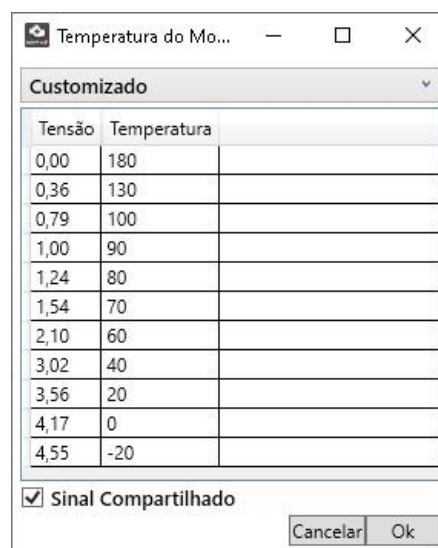 Temperatura do Mo...
Customizado
Tensão Temperatura
0,00 180
0,36 130
0,79 100
1,00 90
1,24 80
1,54 70
2,10 60
3,02 40
3,56 20
4,17 0
4,55 -20
Sinal Compartilhado
Cancelar Ok